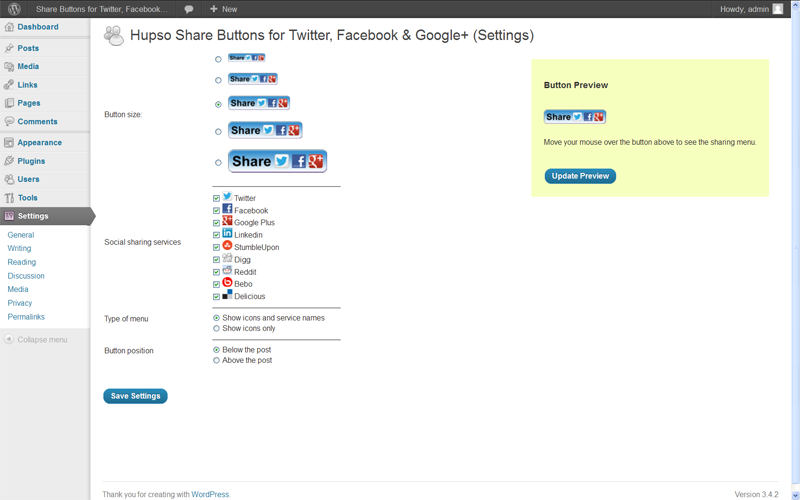 Share Buttons for Twitter, Facebook...
New
Howdy, admin
Dashboard
Posts
Media
Links
Pages
Comments
Appearance
Plugins
Users
Tools
Settings
General
Writing
Reading
Discussion
Media
Privacy
Permalinks
Collapse menu
Hupso Share Buttons for Twitter, Facebook & Google+ (Settings)
Button size:
Share
Share
Share
Share
Share
Social sharing services
Twitter
Facebook
Google Plus
Linkedin
StumbleUpon
Digg
Reddit
Bebo
Delicious
Type of menu
Show icons and service names
Show icons only
Button position
Below the post
Above the post
Save Settings
Button Preview
Share
Move your mouse over the button above to see the sharing menu.
Update Preview
Thank you for creating with WordPress.
Version 3.4.2